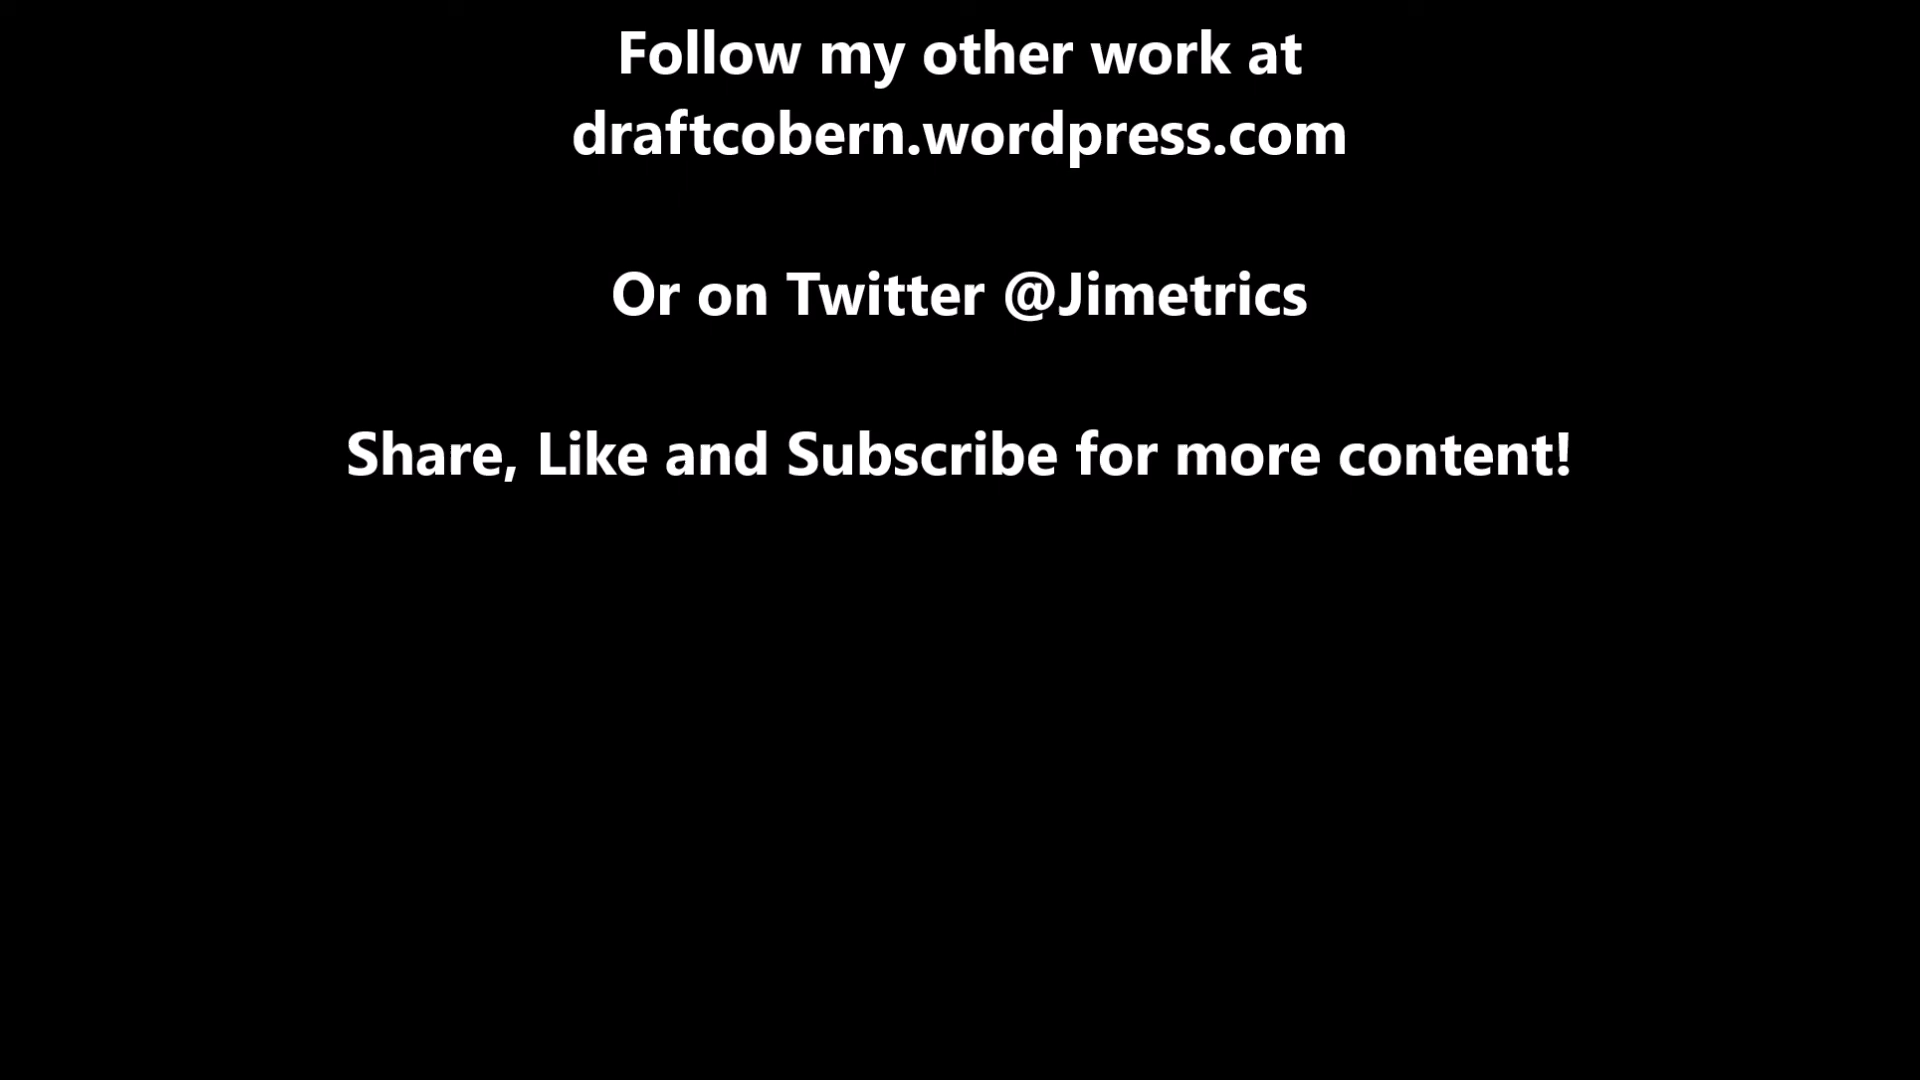 Follow my other work at
draftcobern.wordpress.com
Or on Twitter @Jimetrics
Share, Like and Subscribe for more content!